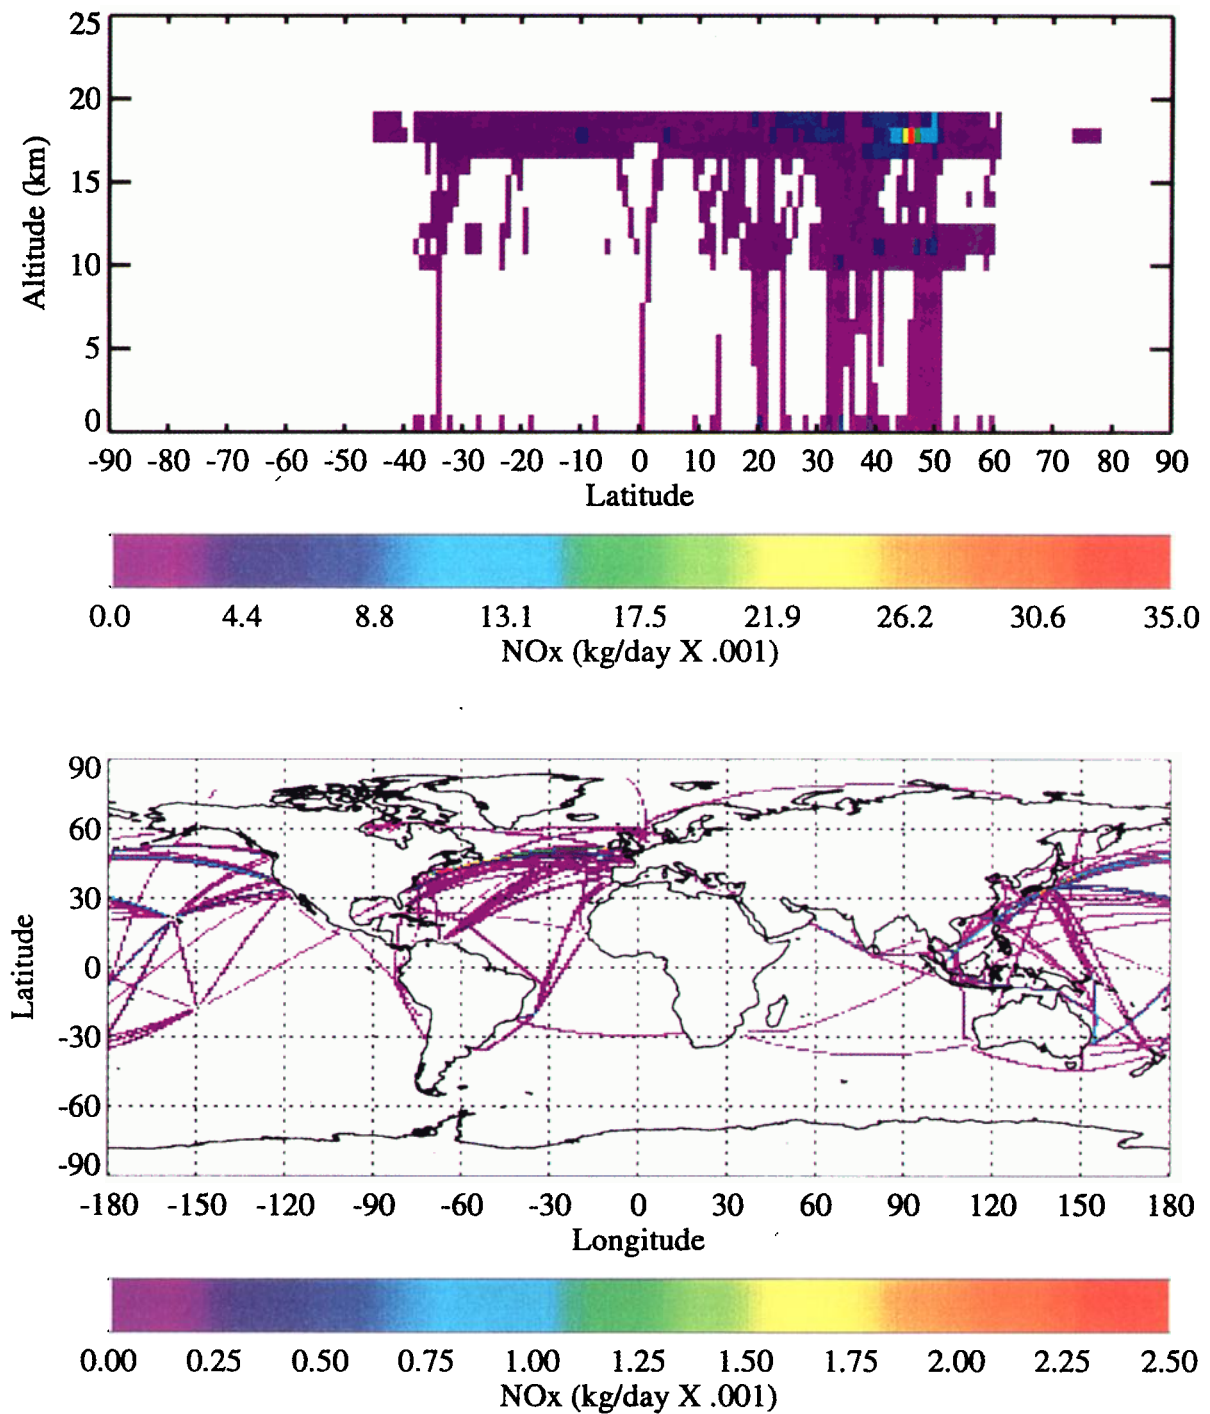 25
20
15
10
5
0
Altitude (km)
-90 -80 -70 -60 -50 -40 -30 -20 -10 0 10 20 30 40 50 60 70 80 90
Latitude
0.0 4.4 8.8 13.1 17.5 21.9 26.2 30.6 35.0
NOx (kg/day X .001)
90
60
30
0
-30
-60
-90
Latitude
-180 -150 -120 -90 -60 -30 0 30 60 90 120 150 180
Longitude
0.00 0.25 0.50 0.75 1.00 1.25 1.50 1.75 2.00 2.25 2.50
NOx (kg/day X .001)